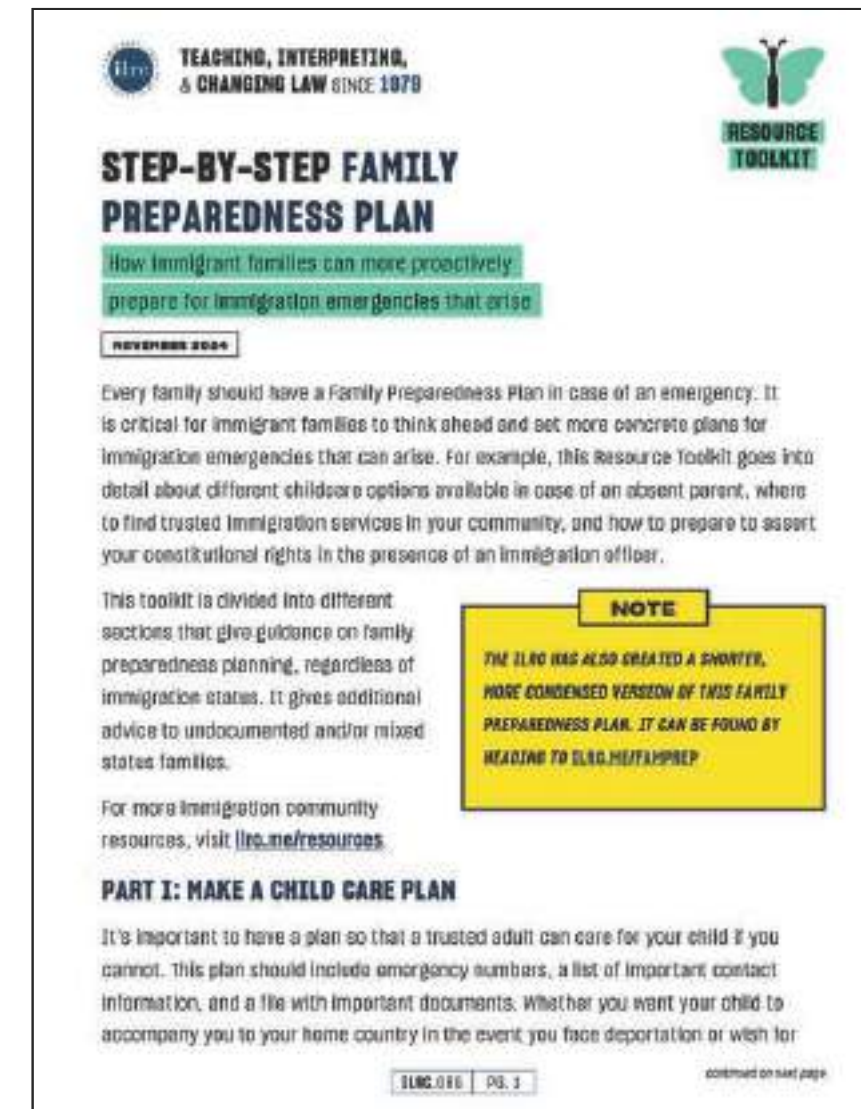 ilrc
TEACHING, INTERPRETING,
& CHANGING LAW SINCE 1979
RESOURCE
TOOLKIT
STEP-BY-STEP FAMILY
PREPAREDNESS PLAN
How immigrant families can more proactively
prepare for immigration emergencies that arise
NOVEMBER 2024
Every family should have a Family Preparedness Plan in case of an emergency. It
is critical for immigrant families to think ahead and set more concrete plans for
immigration emergencies that can arise. For example, this Resource Toolkit goes into
detail about different childcare options available in case of an absent parent, where
to find trusted immigration services in your community, and how to prepare to assert
your constitutional rights in the presence of an immigration officer.
This toolkit is divided into different
sections that give guidance on family
preparedness planning, regardless of
immigration status. It gives additional
advice to undocumented and/or mixed
status families.
For more immigration community
resources, visit ilrc.me/resources
NOTE
THE ILRC HAS ALSO CREATED A SHORTER,
MORE CONDENSED VERSION OF THIS FAMILY
PREPAREDNESS PLAN. IT CAN BE FOUND BY
HEADING TO ILRC.ME/FAMPREP
PART I: MAKE A CHILD CARE PLAN
It's important to have a plan so that a trusted adult can care for your child if you
cannot. This plan should include emergency numbers, a list of important contact
information, and a file with important documents. Whether you want your child to
accompany you to your home country in the event you face deportation or wish for
continued on next page
ILRC.ORG | PG. 1